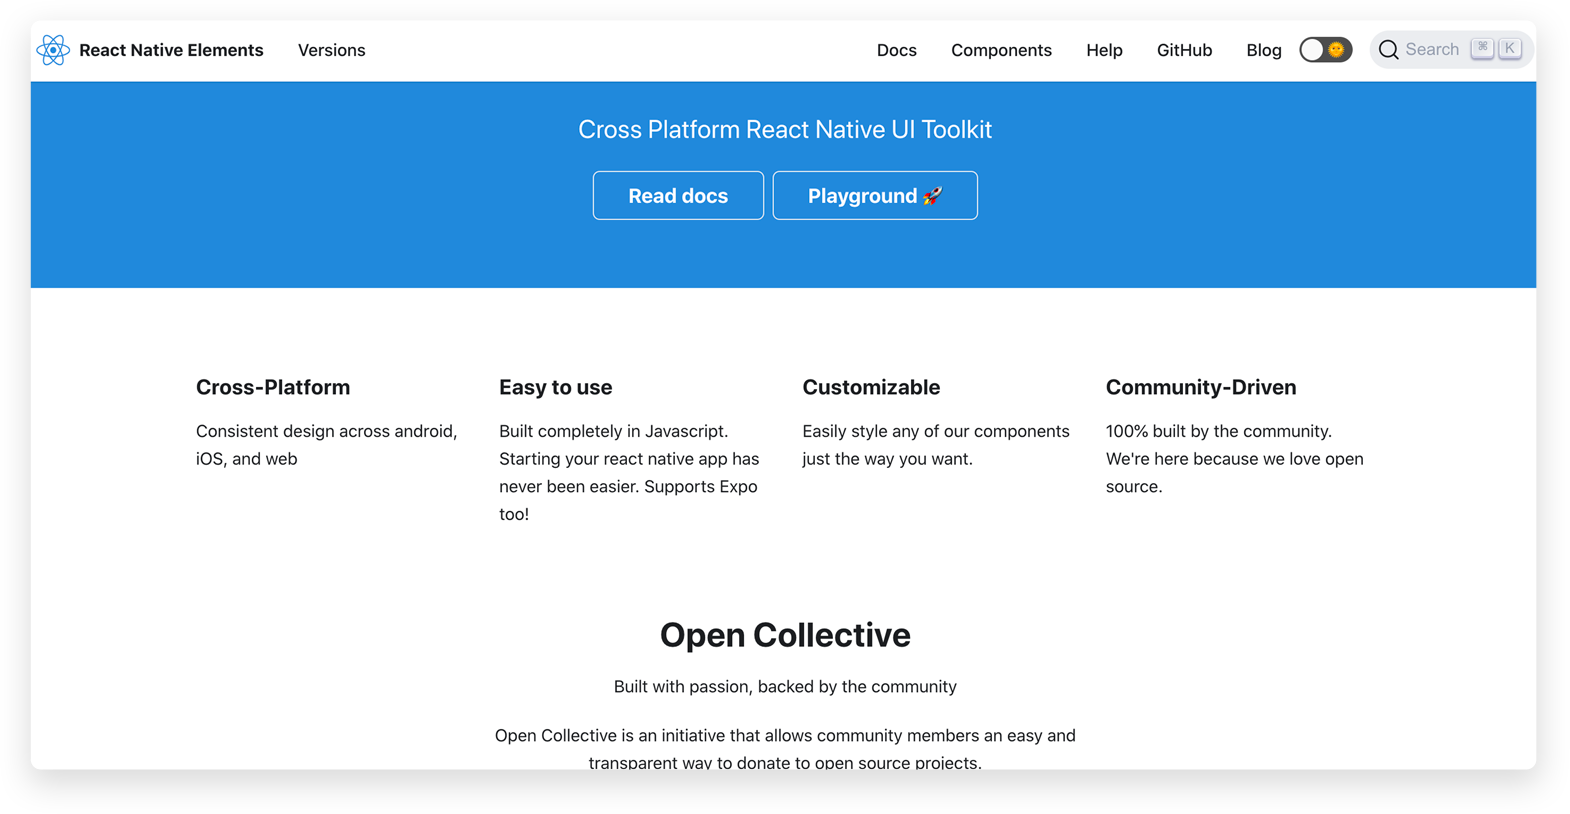 React Native Elements Versions Docs Components Help GitHub Blog Search ⌘ K
Cross Platform React Native UI Toolkit
Read docs Playground 🚀
Cross-Platform
Consistent design across android,
iOS, and web
Easy to use
Built completely in Javascript.
Starting your react native app has
never been easier. Supports Expo
too!
Customizable
Easily style any of our components
just the way you want.
Community-Driven
100% built by the community.
We're here because we love open
source.
Open Collective
Built with passion, backed by the community
Open Collective is an initiative that allows community members an easy and
transparent way to donate to open source projects.